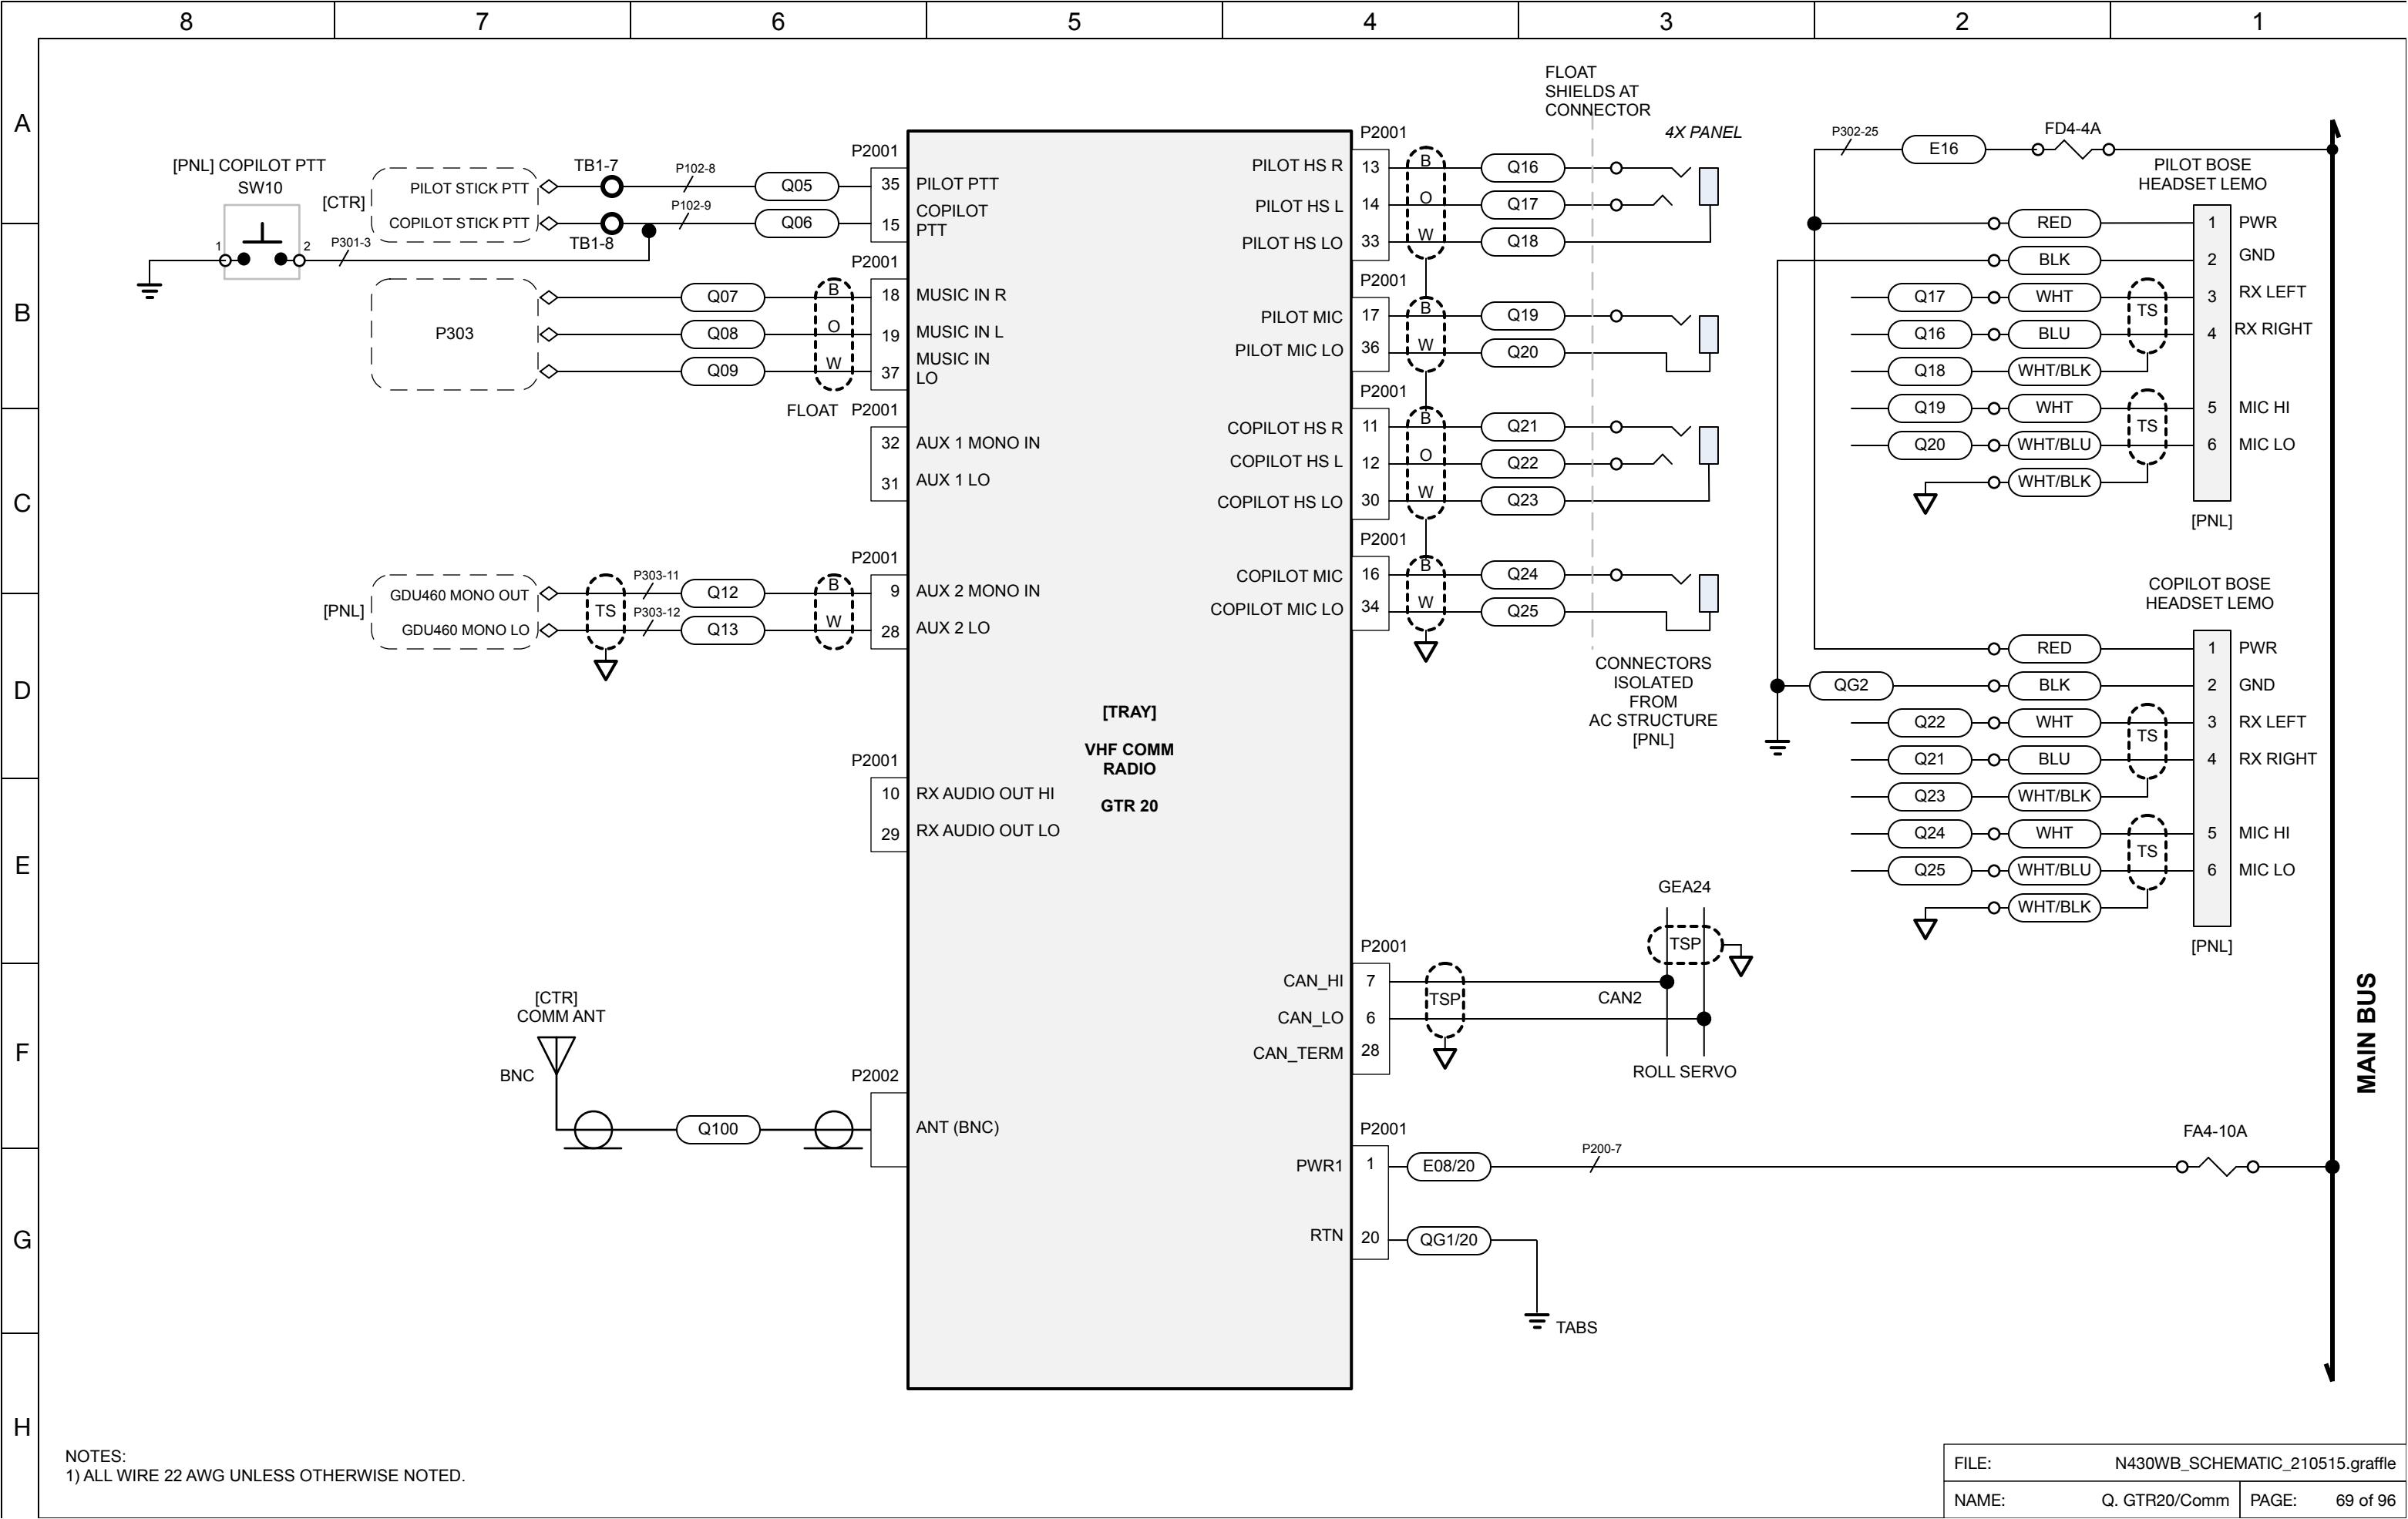 8 7 6 5 4 3 2 1
A
B
C
D
E
F
G
H
[PNL] COPILOT PTT
SW10
1 2
P301-3
[CTR]
PILOT STICK PTT
COPILOT STICK PTT
TB1-7
TB1-8
P102-8
P102-9
Q05
Q06
P2001
35 PILOT PTT
15 COPILOT
PTT
P303
Q07
Q08
Q09
B
O
W
FLOAT
P2001
18 MUSIC IN R
19 MUSIC IN L
37 MUSIC IN
LO
P2001
32 AUX 1 MONO IN
31 AUX 1 LO
[PNL]
GDU460 MONO OUT
GDU460 MONO LO
TS
P303-11
P303-12
Q12
Q13
B
W
P2001
9 AUX 2 MONO IN
28 AUX 2 LO
P2001
10 RX AUDIO OUT HI
29 RX AUDIO OUT LO
[CTR]
COMM ANT
BNC
Q100
P2002
ANT (BNC)
[TRAY]
VHF COMM
RADIO
GTR 20
P2001
PILOT HS R 13 B Q16
PILOT HS L 14 O Q17
PILOT HS LO 33 W Q18
P2001
PILOT MIC 17 B Q19
PILOT MIC LO 36 W Q20
P2001
COPILOT HS R 11 B Q21
COPILOT HS L 12 O Q22
COPILOT HS LO 30 W Q23
P2001
COPILOT MIC 16 B Q24
COPILOT MIC LO 34 W Q25
FLOAT
SHIELDS AT
CONNECTOR
4X PANEL
CONNECTORS
ISOLATED
FROM
AC STRUCTURE
[PNL]
P2001
CAN_HI 7
CAN_LO 6
CAN_TERM 28
TSP
CAN2
GEA24
TSP
ROLL SERVO
P2001
PWR1 1 E08/20
P200-7
FA4-10A
RTN 20 QG1/20
TABS
P302-25
E16
FD4-4A
PILOT BOSE
HEADSET LEMO
RED 1 PWR
BLK 2 GND
Q17 WHT 3 RX LEFT
TS
Q16 BLU 4 RX RIGHT
Q18 WHT/BLK
Q19 WHT 5 MIC HI
TS
Q20 WHT/BLU 6 MIC LO
WHT/BLK
[PNL]
COPILOT BOSE
HEADSET LEMO
RED 1 PWR
QG2 BLK 2 GND
Q22 WHT 3 RX LEFT
TS
Q21 BLU 4 RX RIGHT
Q23 WHT/BLK
Q24 WHT 5 MIC HI
TS
Q25 WHT/BLU 6 MIC LO
WHT/BLK
[PNL]
MAIN BUS
NOTES:
1) ALL WIRE 22 AWG UNLESS OTHERWISE NOTED.
FILE: N430WB_SCHEMATIC_210515.graffle
NAME: Q. GTR20/Comm PAGE: 69 of 96